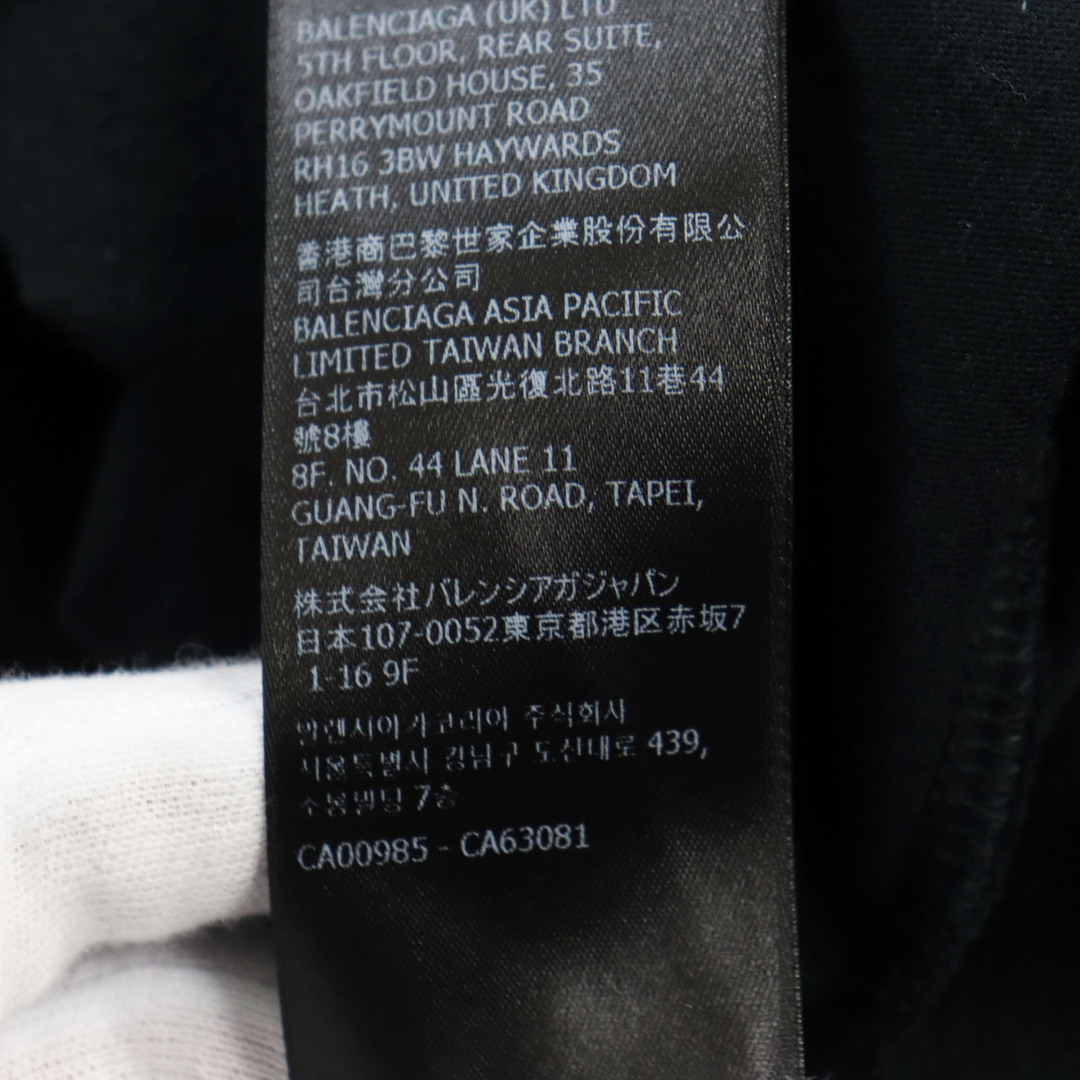 BALENCIAGA (UK) LTD
5TH FLOOR, REAR SUITE,
OAKFIELD HOUSE, 35
PERRYMOUNT ROAD
RH16 3BW HAYWARDS
HEATH, UNITED KINGDOM
香港商巴黎世家企業股份有限公
司台灣分公司
BALENCIAGA ASIA PACIFIC
LIMITED TAIWAN BRANCH
台北市松山區光復北路11巷44
號8樓
8F. NO. 44 LANE 11
GUANG-FU N. ROAD, TAPEI,
TAIWAN
株式会社バレンシアガジャパン
日本107-0052東京都港区赤坂7
1-16 9F
발렌시아가코리아 주식회사
서울특별시 강남구 도산대로 439,
7층
CA00985 - CA63081